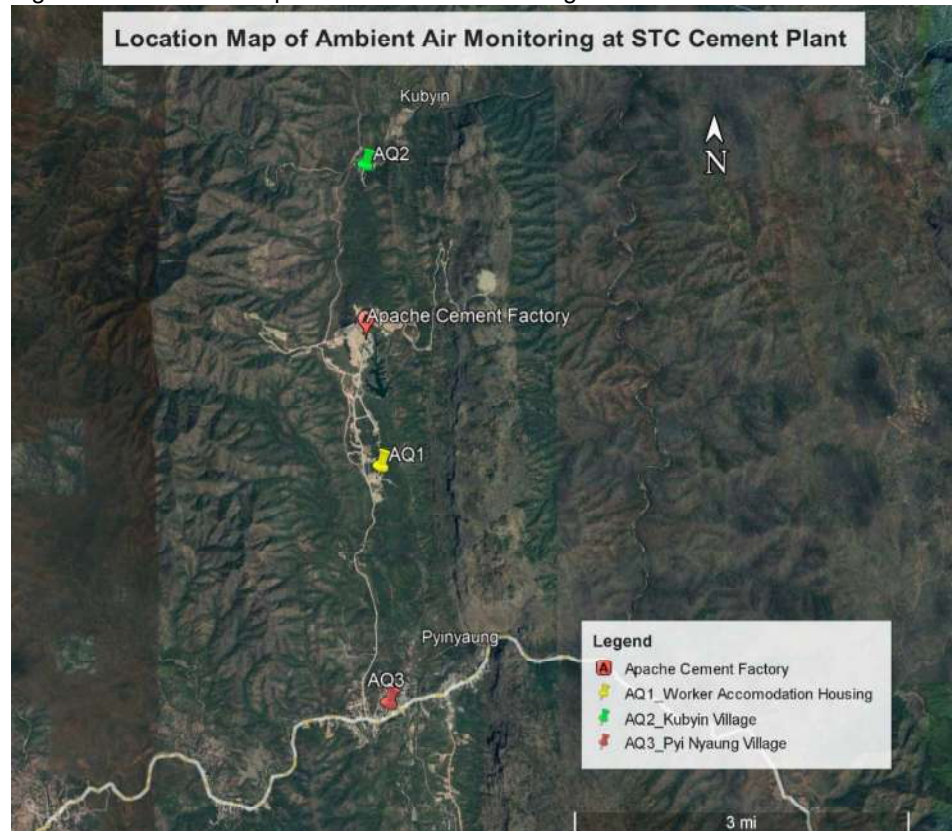 Location Map of Ambient Air Monitoring at STC Cement Plant
Kubyin
AQ2
N
Apache Cement Factory
AQ1
Pyinyaung
AQ3
Legend
A Apache Cement Factory
AQ1_Worker Accomodation Housing
AQ2_Kubyin Village
AQ3_Pyi Nyaung Village
3 mi